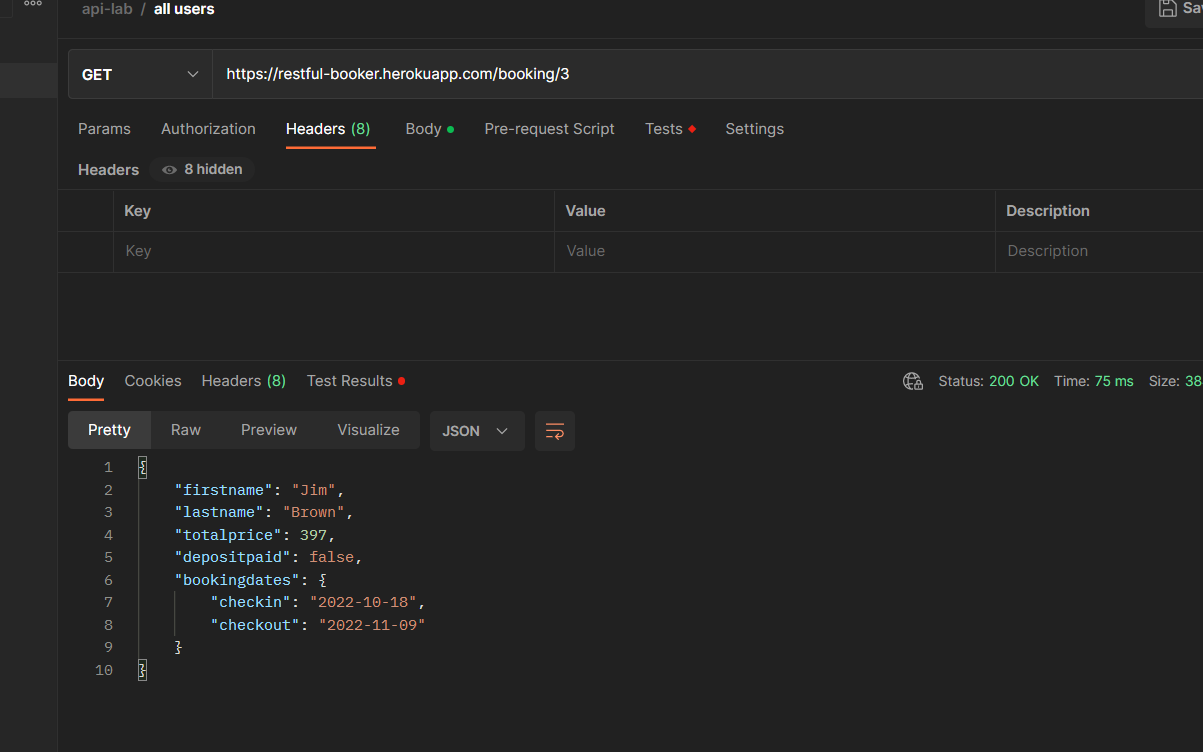 api-lab / all users
Sav
GET https://restful-booker.herokuapp.com/booking/3
Params Authorization Headers (8) Body Pre-request Script Tests Settings
Headers 8 hidden
Key Value Description
Key Value Description
Body Cookies Headers (8) Test Results Status: 200 OK Time: 75 ms Size: 38
Pretty Raw Preview Visualize JSON
1 {
2 "firstname": "Jim",
3 "lastname": "Brown",
4 "totalprice": 397,
5 "depositpaid": false,
6 "bookingdates": {
7 "checkin": "2022-10-18",
8 "checkout": "2022-11-09"
9 }
10 }